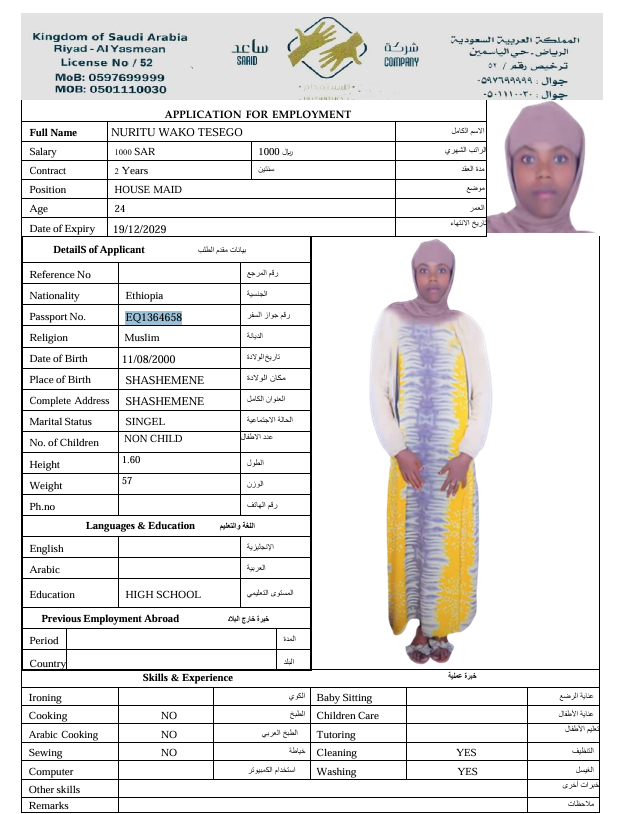 Kingdom of Saudi Arabia
Riyad - Al Yasmean
License No / 52
MoB: 0597699999
MOB: 0501110030
ساعد
SAAID
شركة
COMPANY
المملكة العربية السعودية
الرياض. حي الياسمين
ترخيص رقم / ٥٢
جوال : ٠٥٩٧٦٩٩٩٩٩
جوال : ٠٥٠١١١٠٠٣٠
APPLICATION FOR EMPLOYMENT
Full Name NURITU WAKO TESEGO الاسم الكامل
Salary 1000 SAR 1000 ريال الراتب الشهري
Contract 2 Years سنتين مدة العقد
Position HOUSE MAID موضع
Age 24 العمر
Date of Expiry 19/12/2029 تاريخ الانتهاء
DetailS of Applicant بيانات مقدم الطلب
Reference No رقم المرجع
Nationality Ethiopia الجنسية
Passport No. EQ1364658 رقم جواز السفر
Religion Muslim الديانة
Date of Birth 11/08/2000 تاريخ الولادة
Place of Birth SHASHEMENE مكان الولادة
Complete Address SHASHEMENE العنوان الكامل
Marital Status SINGEL الحالة الاجتماعية
No. of Children NON CHILD عدد الاطفال
Height 1.60 الطول
Weight 57 الوزن
Ph.no رقم الهاتف
Languages & Education اللغة والتعليم
English الإنجليزية
Arabic العربية
Education HIGH SCHOOL المستوى التعليمي
Previous Employment Abroad خبرة خارج البلاد
Period المدة
Country البلد
Skills & Experience خبرة عملية
Ironing الكوي Baby Sitting عناية الرضع
Cooking NO الطبخ Children Care عناية الأطفال
Arabic Cooking NO الطبخ العربي Tutoring تعليم الأطفال
Sewing NO خياطة Cleaning YES التنظيف
Computer استخدام الكمبيوتر Washing YES الغسيل
Other skills خبرات أخرى
Remarks ملاحظات